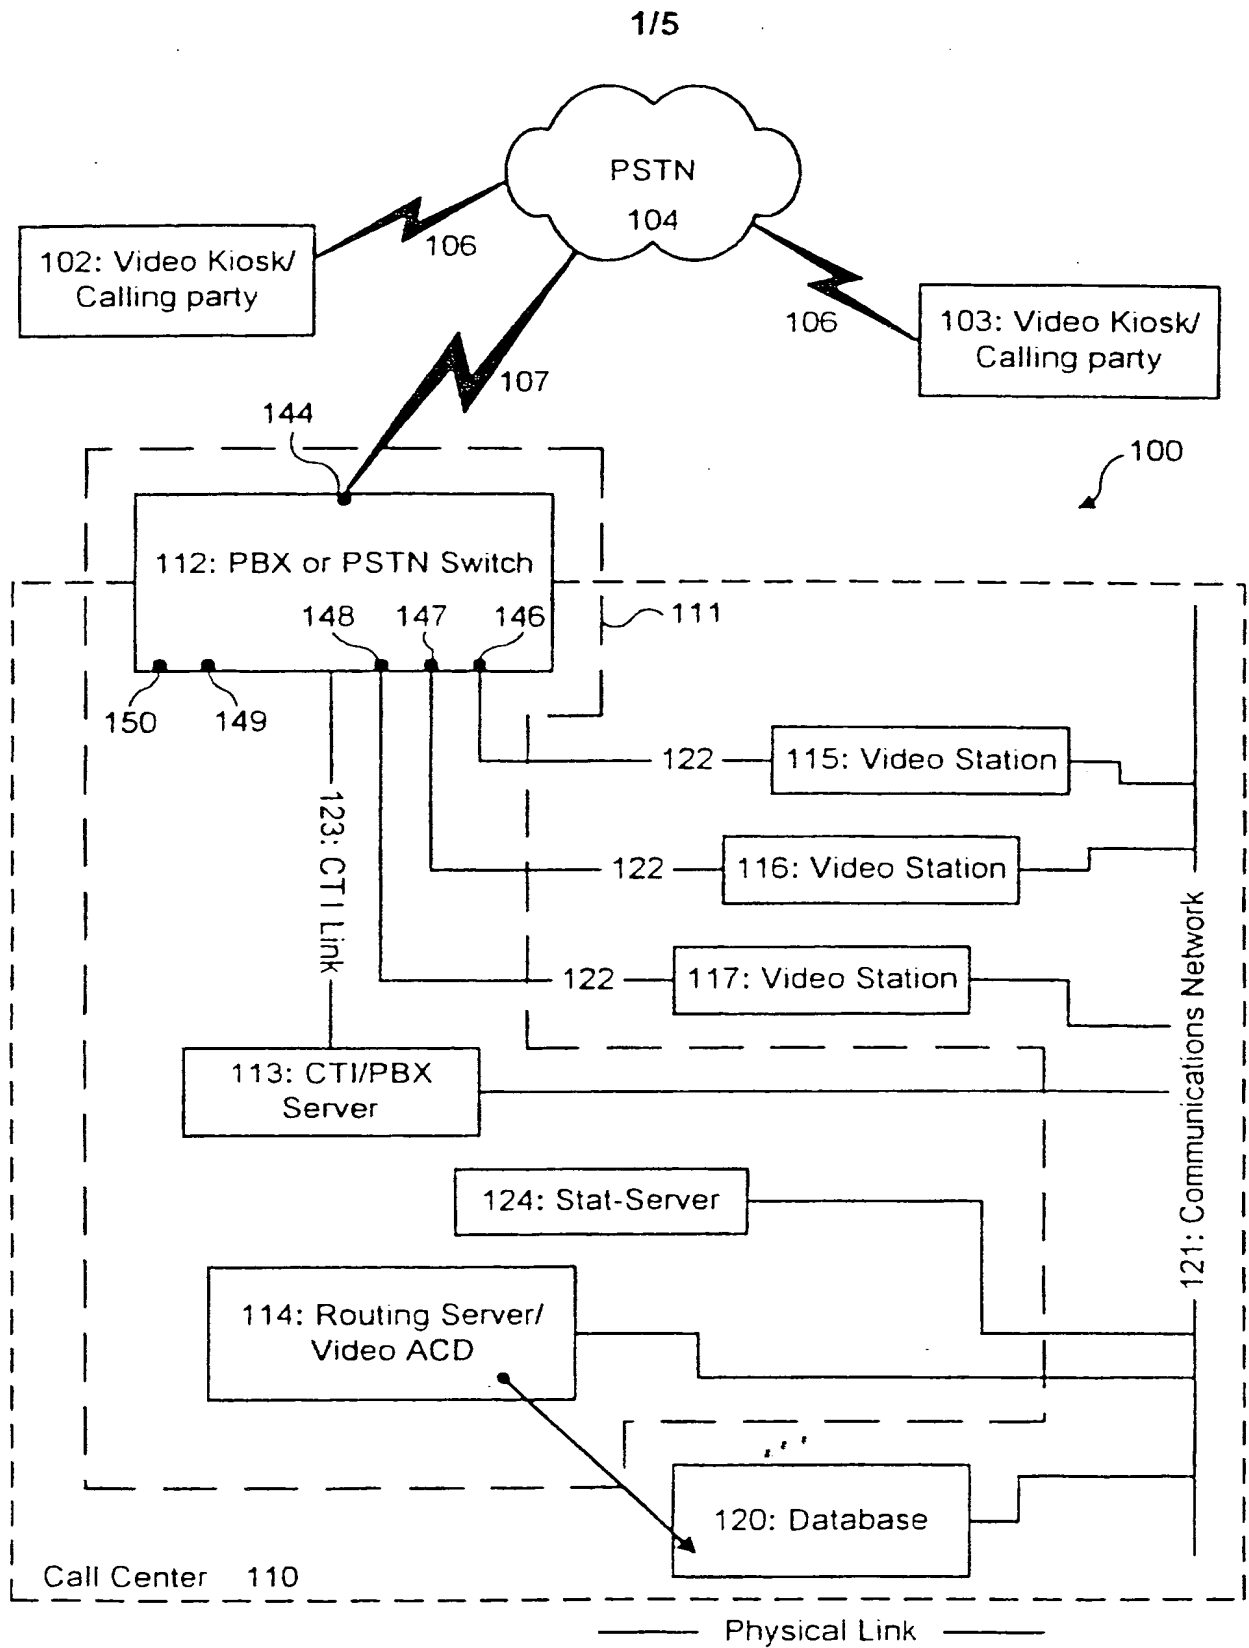 1/5
PSTN
104
106
102: Video Kiosk/
Calling party
106
103: Video Kiosk/
Calling party
107
144
100
112: PBX or PSTN Switch
148
147
146
111
150
149
122
115: Video Station
123: CTI Link
122
116: Video Station
122
117: Video Station
121: Communications Network
113: CTI/PBX
Server
124: Stat-Server
114: Routing Server/
Video ACD
120: Database
Call Center 110
Physical Link